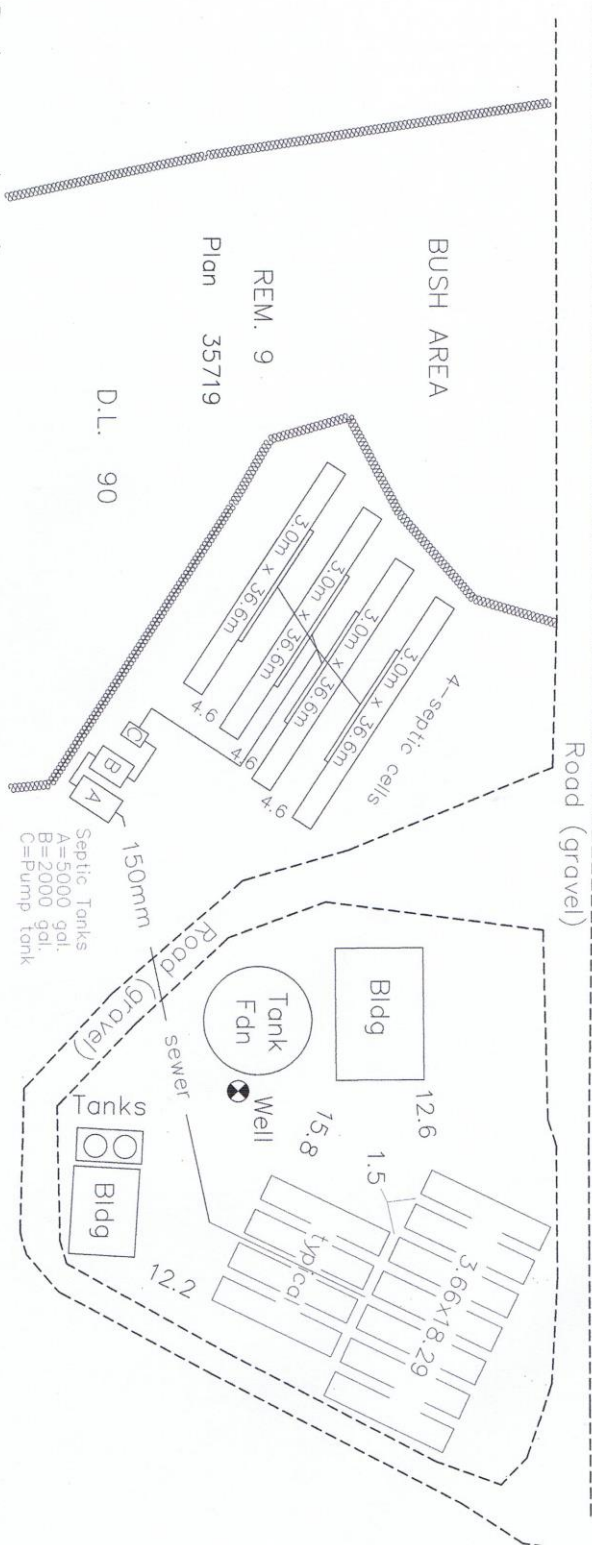 Road (gravel)
BUSH AREA
REM. 9
Plan 35719
D.L. 90
4-septic cells
3.0m x 36.6m
3.0m x 36.6m
3.0m x 36.6m
3.0m x 36.6m
4.6
4.6
4.6
C
B
A
Septic Tanks
A=5000 gal.
B=2000 gal.
C=Pump tank
150mm sewer
Road (gravel)
Bldg
Tank
Fdn
Well
12.6
15.8
1.5
3.66x18.29
typical
Tanks
Bldg
12.2